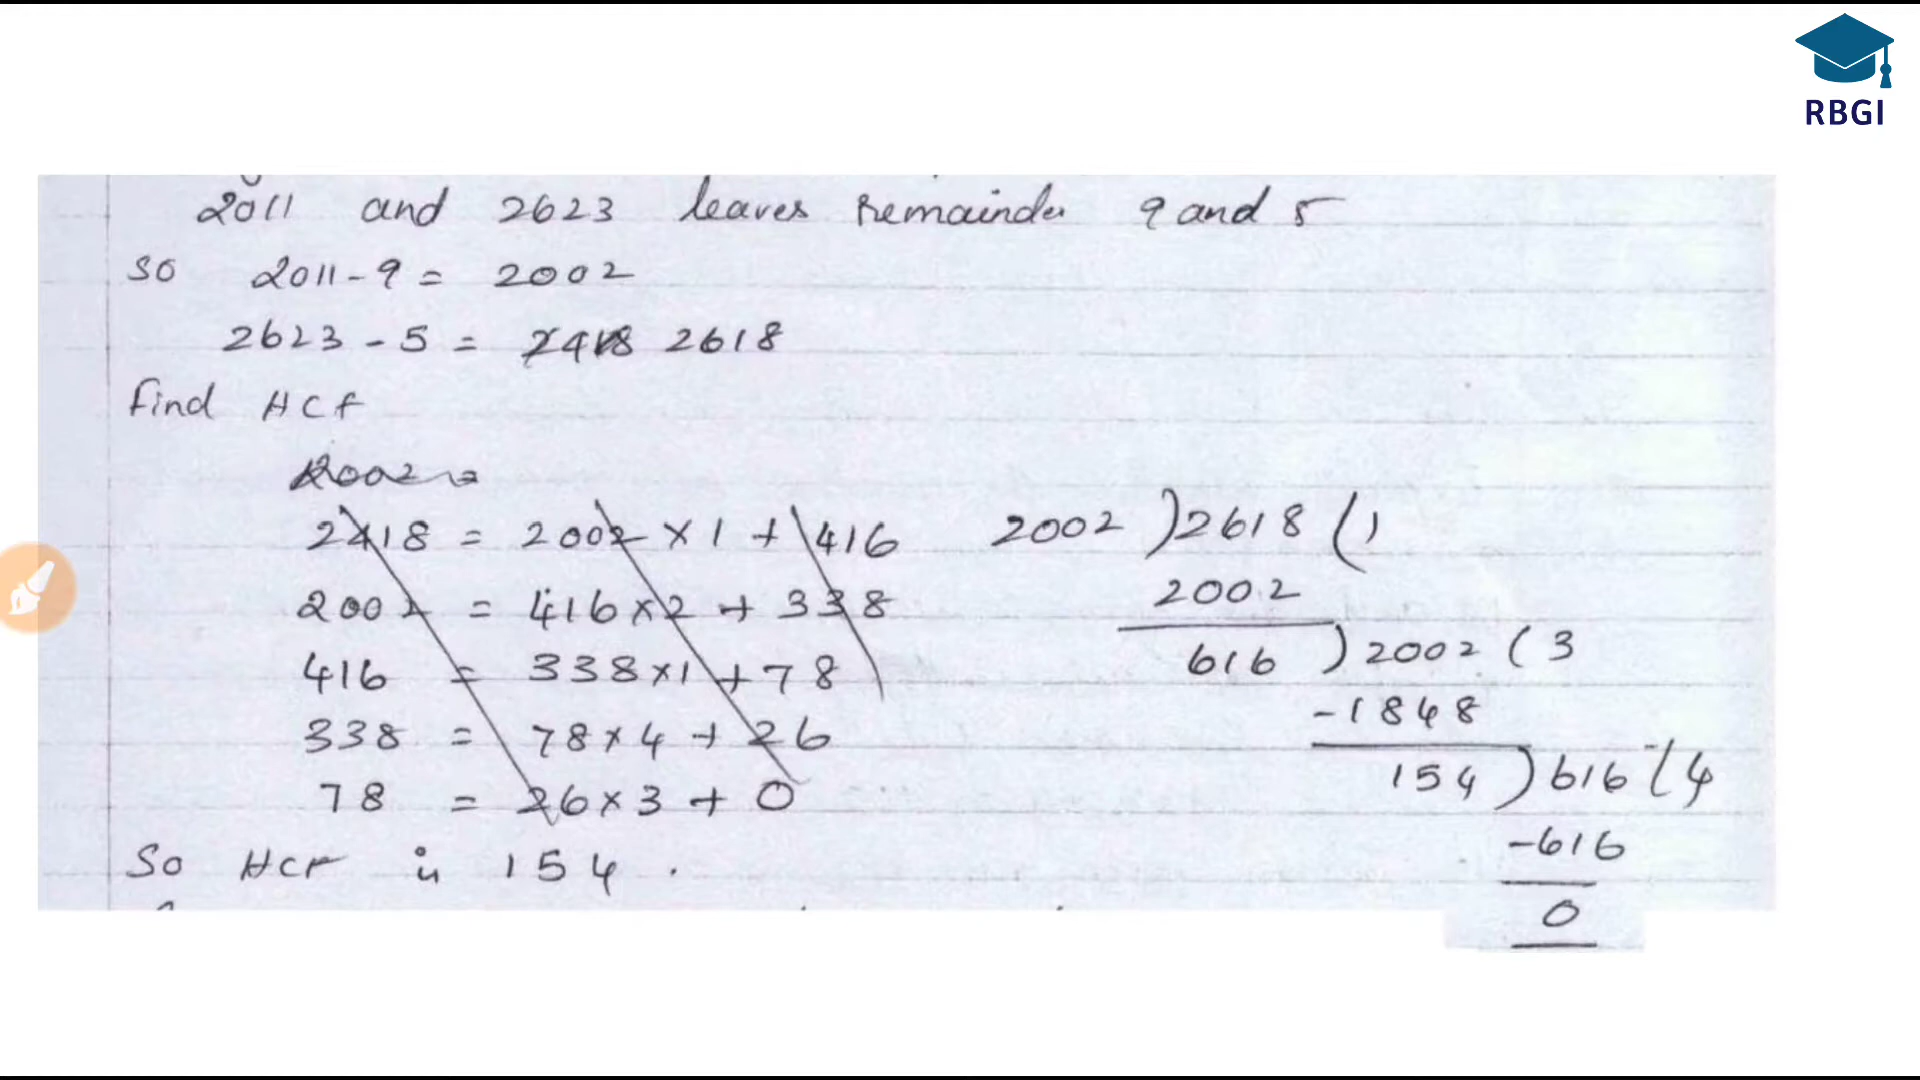 RBGI
2011 and 2623 leaves remainder 9 and 5
so 2011 - 9 = 2002
2623 - 5 = 2418 2618
find HCF
2002 =
2418 = 2002 × 1 + 416
2002 = 416 × 2 + 338
416 = 338 × 1 + 78
338 = 78 × 4 + 26
78 = 26 × 3 + 0
So HCF is 154 .
2002 ) 2618 ( 1
2002
616 ) 2002 ( 3
- 1848
154 ) 616 ( 4
- 616
0